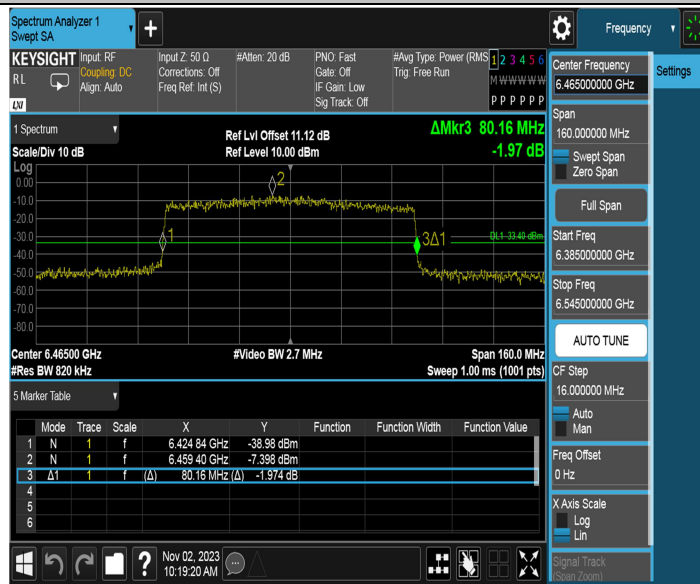 Spectrum Analyzer 1
Swept SA
+
Frequency
KEYSIGHT
RL
LXI
Input: RF
Coupling: DC
Align: Auto
Input Z: 50 Ω
Corrections: Off
Freq Ref: Int (S)
#Atten: 20 dB
PNO: Fast
Gate: Off
IF Gain: Low
Sig Track: Off
#Avg Type: Power (RMS
Trig: Free Run
1 2 3 4 5 6
M W W W W W
P P P P P P
Center Frequency
6.465000000 GHz
Settings
Span
160.000000 MHz
Swept Span
Zero Span
Full Span
Start Freq
6.385000000 GHz
Stop Freq
6.545000000 GHz
AUTO TUNE
CF Step
16.000000 MHz
Auto
Man
Freq Offset
0 Hz
X Axis Scale
Log
Lin
Signal Track
(Span Zoom)
1 Spectrum
Scale/Div 10 dB
Ref Lvl Offset 11.12 dB
Ref Level 10.00 dBm
ΔMkr3 80.16 MHz
-1.97 dB
Log
0.00
-10.0
-20.0
-30.0
-40.0
-50.0
-60.0
-70.0
-80.0
1
2
3Δ1
DL1 -33.40 dBm
Center 6.46500 GHz
#Video BW 2.7 MHz
Span 160.0 MHz
#Res BW 820 kHz
Sweep 1.00 ms (1001 pts)
5 Marker Table
Mode Trace Scale X Y Function Function Width Function Value
1 N 1 f 6.424 84 GHz -38.98 dBm
2 N 1 f 6.459 40 GHz -7.398 dBm
3 Δ1 1 f (Δ) 80.16 MHz (Δ) -1.974 dB
4
5
6
?
Nov 02, 2023
10:19:20 AM